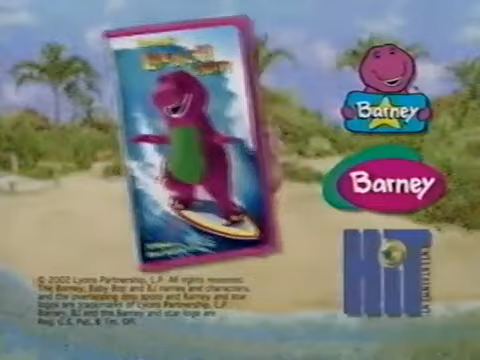 Barney
Barney
HiT
ENTERTAINMENT
© 2002 Lyons Partnership, L.P. All rights reserved.
The Barney, Baby Bop and BJ names and characters,
and the overlapping dino spots and Barney and star
logos are trademarks of Lyons Partnership, L.P.
Barney, BJ and the Barney and star logo are
Reg. U.S. Pat. & Tm. Off.